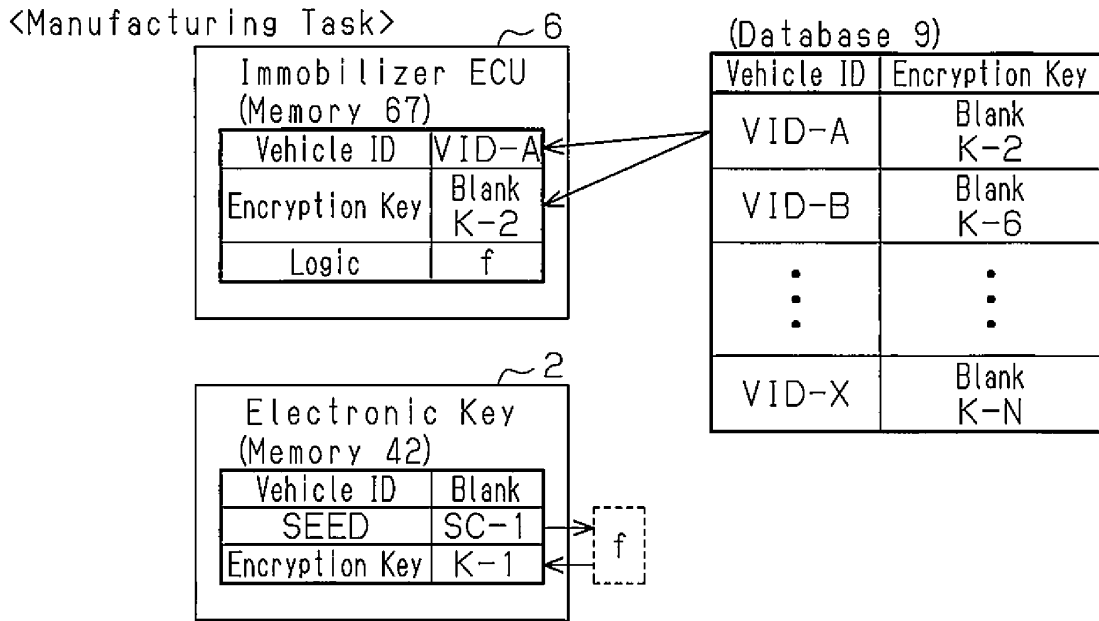 <Manufacturing Task>
6
Immobilizer ECU
(Memory 67)
Vehicle ID VID-A
Encryption Key Blank
K-2
Logic f
(Database 9)
Vehicle ID Encryption Key
VID-A Blank
K-2
VID-B Blank
K-6
VID-X Blank
K-N
2
Electronic Key
(Memory 42)
Vehicle ID Blank
SEED SC-1
Encryption Key K-1
f